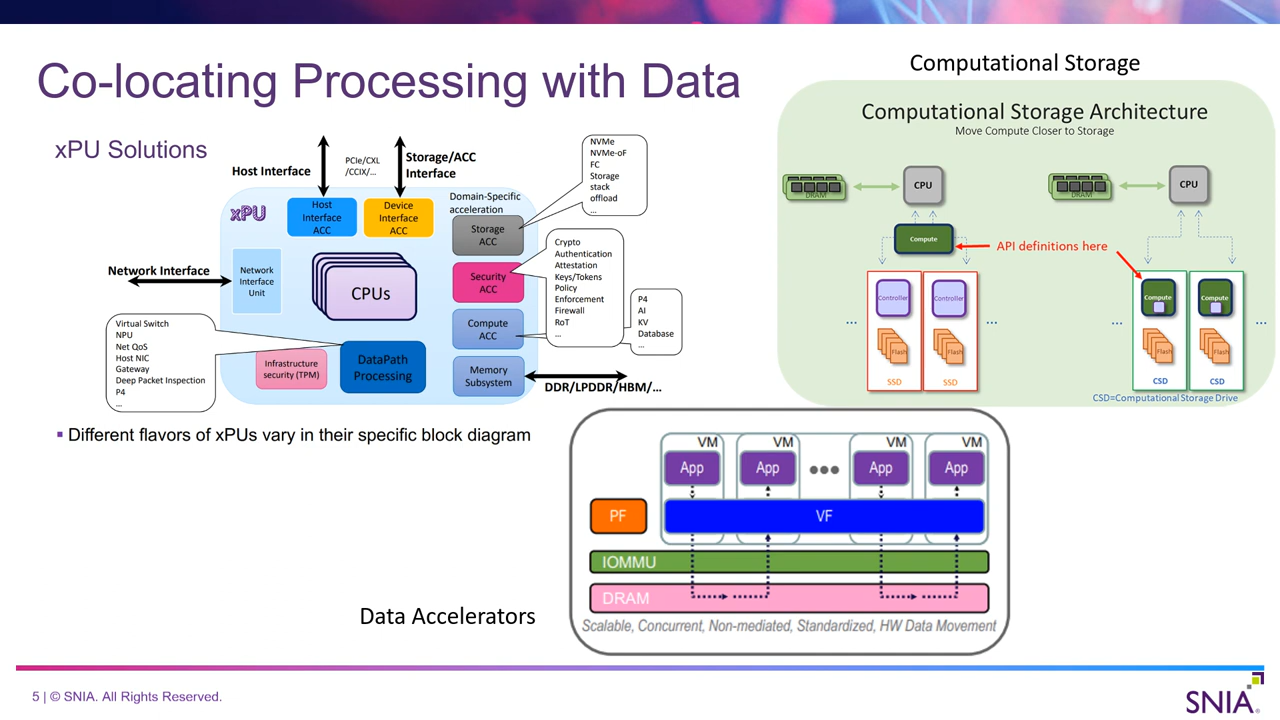 Co-locating Processing with Data
xPU Solutions
Host Interface
PCIe/CXL
/CCIX/...
Storage/ACC
Interface
NVMe
NVMe-oF
FC
Storage
stack
offload
...
xPU
Host
Interface
ACC
Device
Interface
ACC
Domain-Specific
acceleration
Storage
ACC
Network Interface
Network
Interface
Unit
CPUs
Security
ACC
Crypto
Authentication
Attestation
Keys/Tokens
Policy
Enforcement
Firewall
RoT
...
Compute
ACC
P4
AI
KV
Database
...
Virtual Switch
NPU
Net QoS
Host NIC
Gateway
Deep Packet Inspection
P4
...
Infrastructure
security (TPM)
DataPath
Processing
Memory
Subsystem
DDR/LPDDR/HBM/...
▪ Different flavors of xPUs vary in their specific block diagram
Computational Storage
Computational Storage Architecture
Move Compute Closer to Storage
DRAM
CPU
DRAM
CPU
Compute
API definitions here
Controller
Controller
Compute
Compute
...
...
...
...
Flash
Flash
Flash
Flash
SSD
SSD
CSD
CSD
CSD=Computational Storage Drive
VM
VM
VM
VM
App
App
App
App
PF
VF
IOMMU
DRAM
Scalable, Concurrent, Non-mediated, Standardized, HW Data Movement
Data Accelerators
5 | © SNIA. All Rights Reserved.
SNIA®